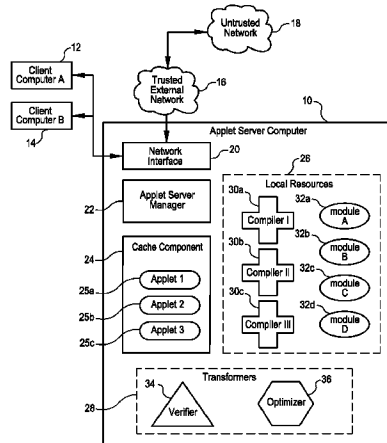 Untrusted
Network
18
12
Client
Computer A
Trusted
External
Network
16
Client
Computer B
14
10
Applet Server Computer
Network
Interface
20
26
Local Resources
22
Applet Server
Manager
30a
Compiler I
32a
module
A
24
Cache Component
30b
Compiler II
32b
module
B
25a
Applet 1
25b
Applet 2
25c
Applet 3
30c
Compiler III
32c
module
C
32d
module
D
Transformers
28
34
Verifier
36
Optimizer